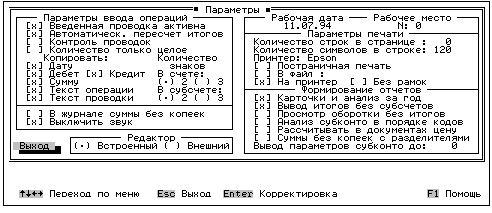 Параметры
Параметры ввода операций
[x] Введенная проводка активна
[x] Автоматическ. пересчет итогов
[ ] Контроль проводок
[ ] Количество только целое
Копировать: Количество
[x] Дату знаков
[x] Дебет [x] Кредит В счете:
[x] Сумму (·) 2 ( ) 3
[x] Текст операции В субсчете:
[x] Текст проводки (·) 2 ( ) 3
[ ] В журнале суммы без копеек
[x] Выключить звук
Редактор
Выход (·) Встроенный ( ) Внешний
Рабочая дата Рабочее место
11.07.94 N: 0
Параметры печати
Количество строк в странице : 0
Количество символов в строке: 120
Принтер: Epson
[ ] Постраничная печать
[ ] В файл :
[x] На принтер [ ] Без рамок
Формирование отчетов
[x] Карточки и анализ за год
[x] Вывод итогов без субсчетов
[ ] Просмотр оборотки без итогов
[ ] Анализ субконто в порядке кодов
[ ] Рассчитывать в документах цену
[ ] Суммы без копеек с разделителями
Вывод параметров субконто до: 0
↑↓←→ Переход по меню Esc Выход Enter Корректировка F1 Помощь